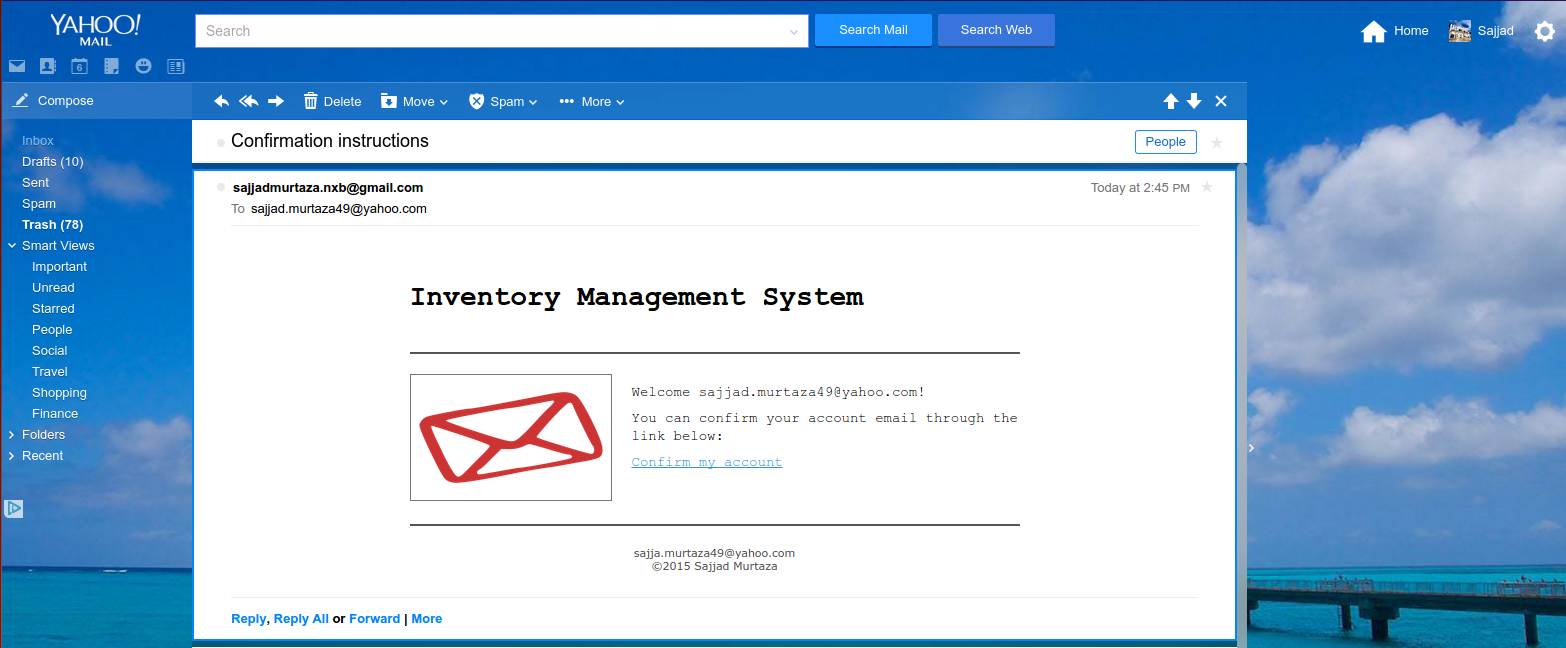 YAHOO!
MAIL
Search
Search Mail
Search Web
Home
Sajjad
6
Compose
Delete
Move
Spam
More
Inbox
Drafts (10)
Sent
Spam
Trash (78)
Smart Views
Important
Unread
Starred
People
Social
Travel
Shopping
Finance
Folders
Recent
Confirmation instructions
People
sajjadmurtaza.nxb@gmail.com
Today at 2:45 PM
To sajjad.murtaza49@yahoo.com
Inventory Management System
Welcome sajjad.murtaza49@yahoo.com!
You can confirm your account email through the
link below:
Confirm my account
sajja.murtaza49@yahoo.com
©2015 Sajjad Murtaza
Reply, Reply All or Forward | More